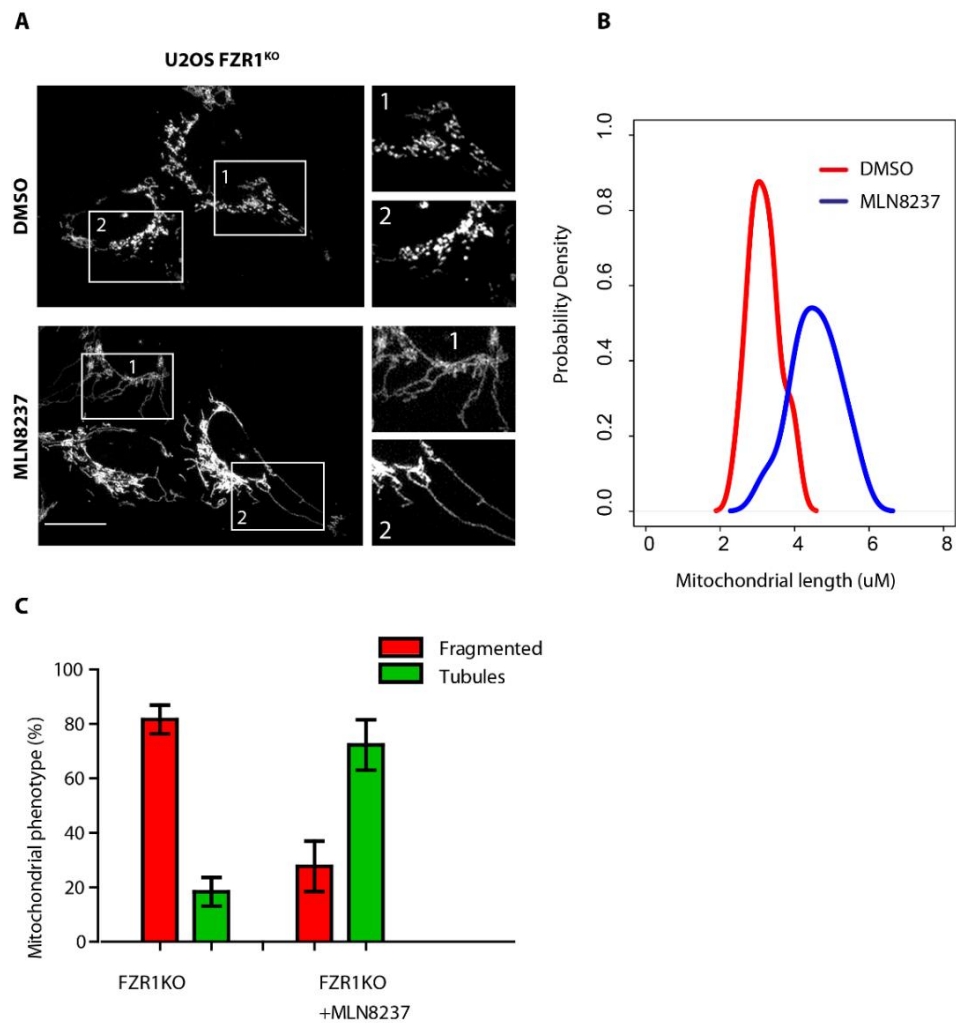 A
U2OS FZR1ᴷᴼ
DMSO
1
2
1
2
MLN8237
1
2
1
2
B
Probability Density
1.0
0.8
0.6
0.4
0.2
0.0
DMSO
MLN8237
0 2 4 6 8
Mitochondrial length (uM)
C
Fragmented
Tubules
Mitochondrial phenotype (%)
100
80
60
40
20
0
FZR1KO
FZR1KO
+MLN8237